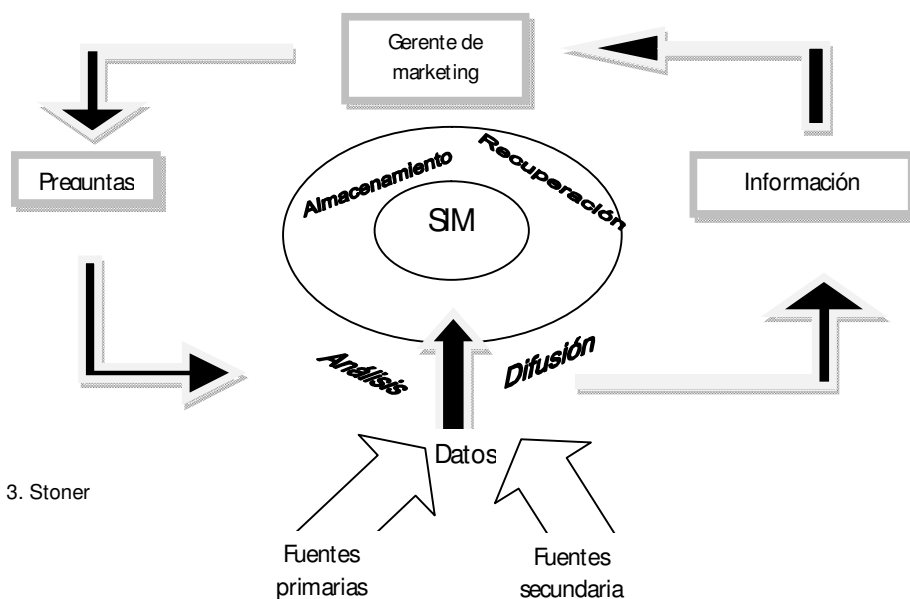 Gerente de
marketing
Preguntas
Almacenamiento
Recuperación
SIM
Información
Análisis
Difusión
Datos
3. Stoner
Fuentes
primarias
Fuentes
secundaria